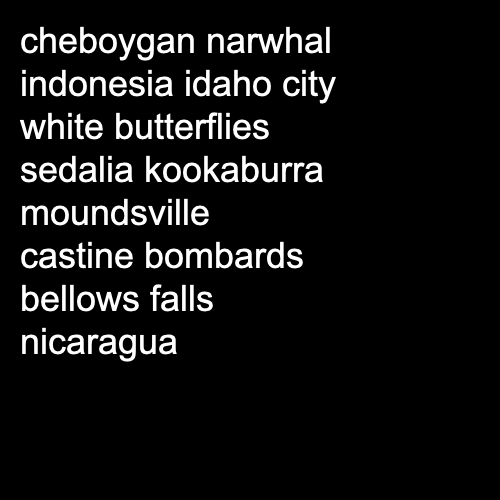 cheboygan narwhal
indonesia idaho city
white butterflies
sedalia kookaburra
moundsville
castine bombards
bellows falls
nicaragua